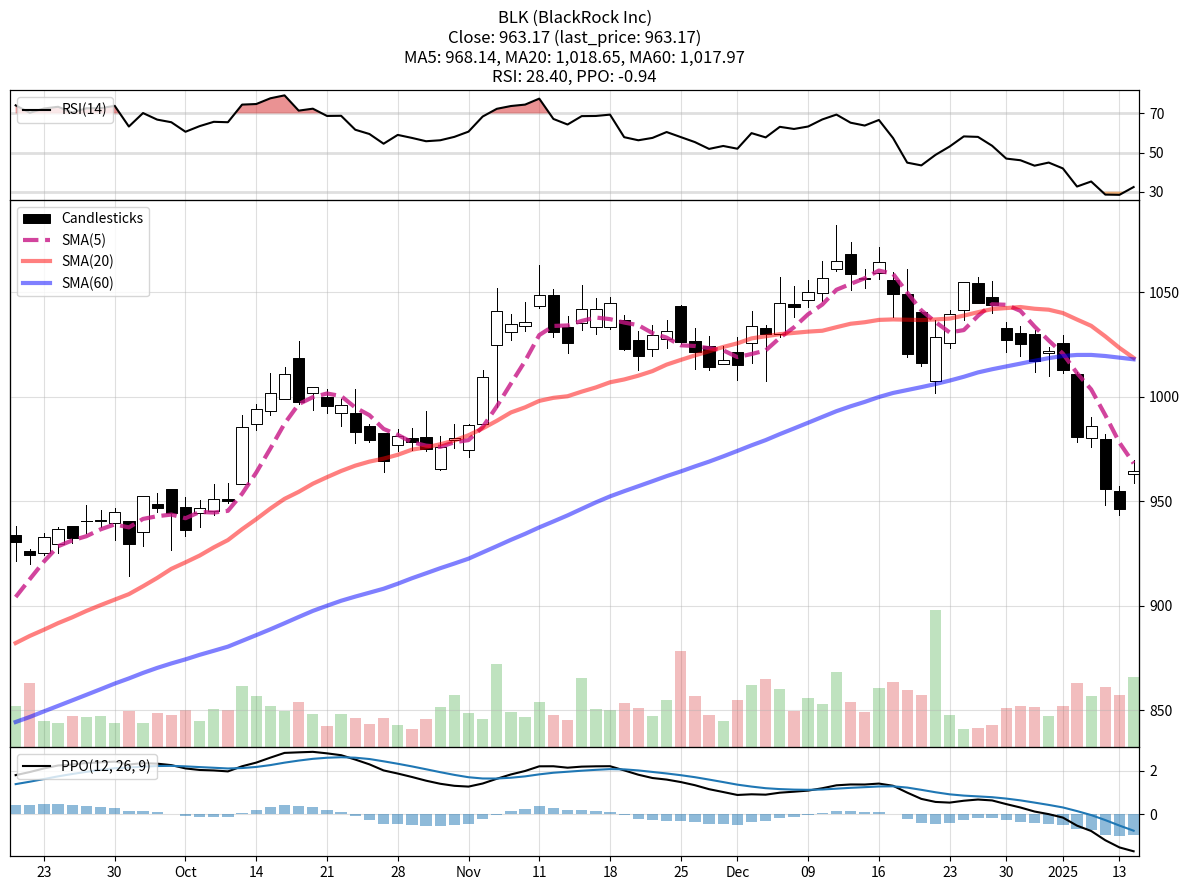 BLK (BlackRock Inc)
Close: 963.17 (last_price: 963.17)
MA5: 968.14, MA20: 1,018.65, MA60: 1,017.97
RSI: 28.40, PPO: -0.94
RSI(14)
70
50
30
Candlesticks
SMA(5)
SMA(20)
SMA(60)
1050
1000
950
900
850
PPO(12, 26, 9)
2
0
23 30 Oct 14 21 28 Nov 11 18 25 Dec 09 16 23 30 2025 13